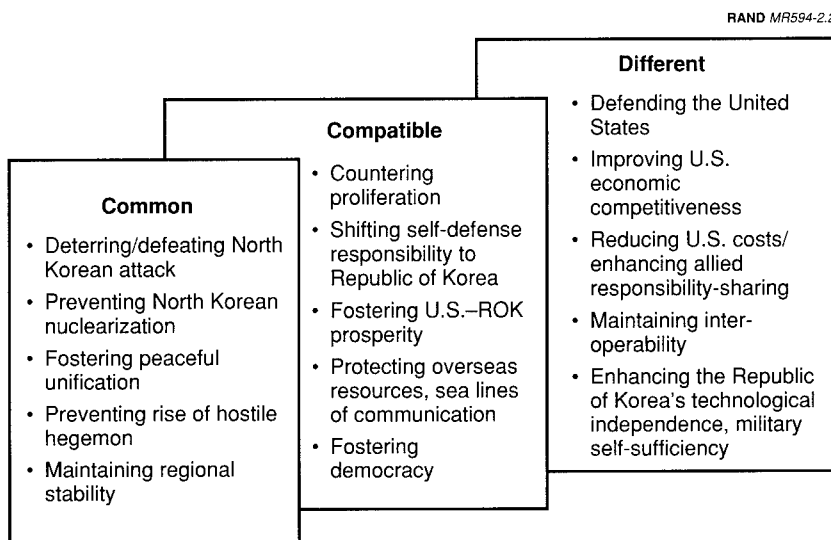 RAND MR594-2.2
Different
• Defending the United
States
• Improving U.S.
economic
competitiveness
• Reducing U.S. costs/
enhancing allied
responsibility-sharing
• Maintaining inter-
operability
• Enhancing the Republic
of Korea's technological
independence, military
self-sufficiency
Compatible
• Countering
proliferation
• Shifting self-defense
responsibility to
Republic of Korea
• Fostering U.S.–ROK
prosperity
• Protecting overseas
resources, sea lines
of communication
• Fostering
democracy
Common
• Deterring/defeating North
Korean attack
• Preventing North Korean
nuclearization
• Fostering peaceful
unification
• Preventing rise of hostile
hegemon
• Maintaining regional
stability